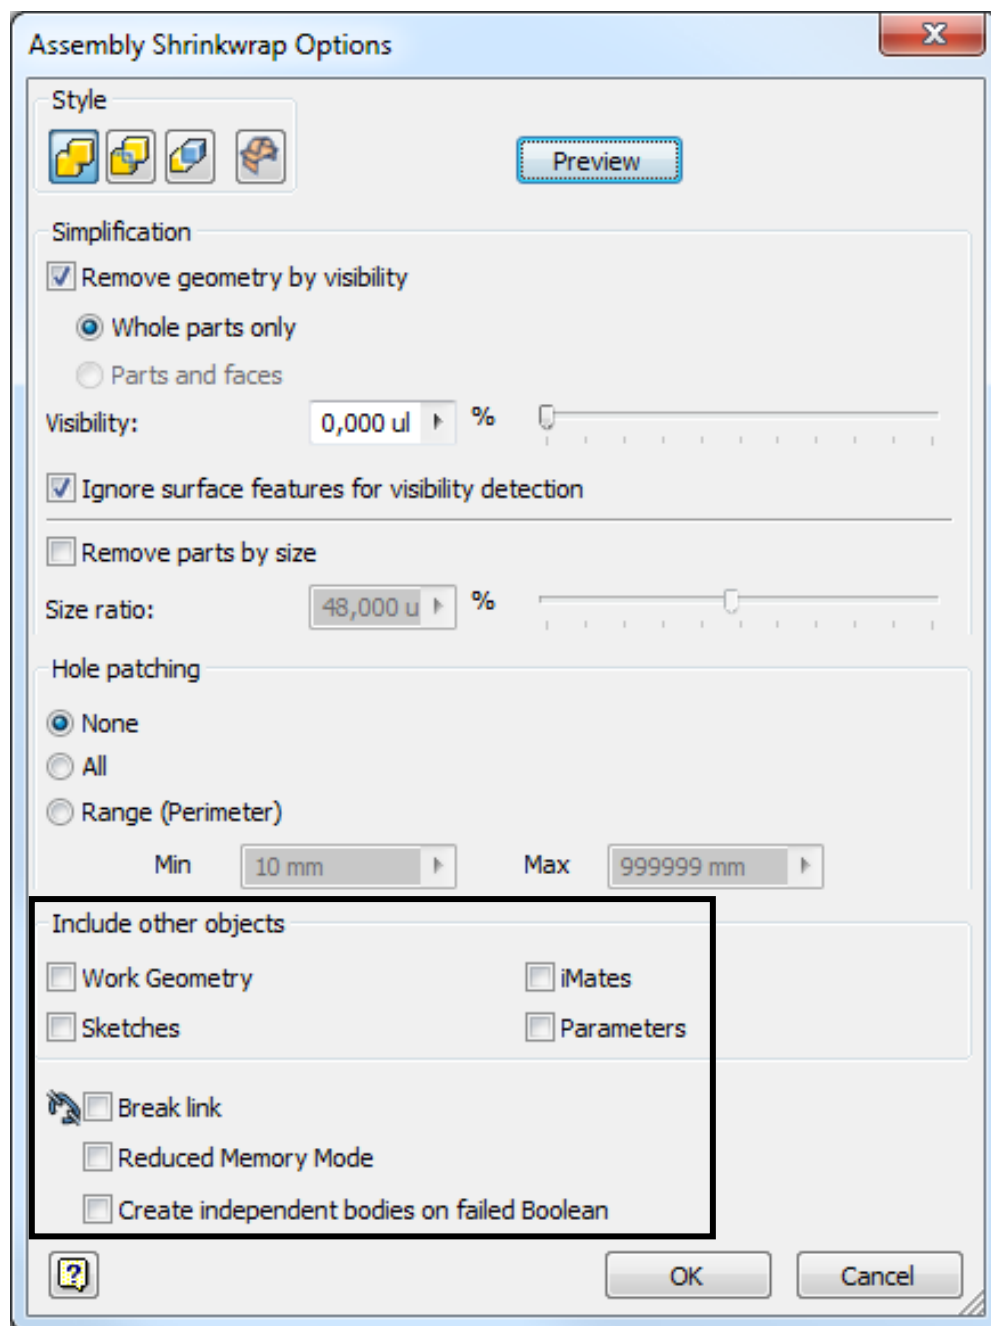 Assembly Shrinkwrap Options
Style
Preview
Simplification
Remove geometry by visibility
Whole parts only
Parts and faces
Visibility: 0,000 ul %
Ignore surface features for visibility detection
Remove parts by size
Size ratio: 48,000 u %
Hole patching
None
All
Range (Perimeter)
Min 10 mm Max 999999 mm
Include other objects
Work Geometry iMates
Sketches Parameters
Break link
Reduced Memory Mode
Create independent bodies on failed Boolean
? OK Cancel